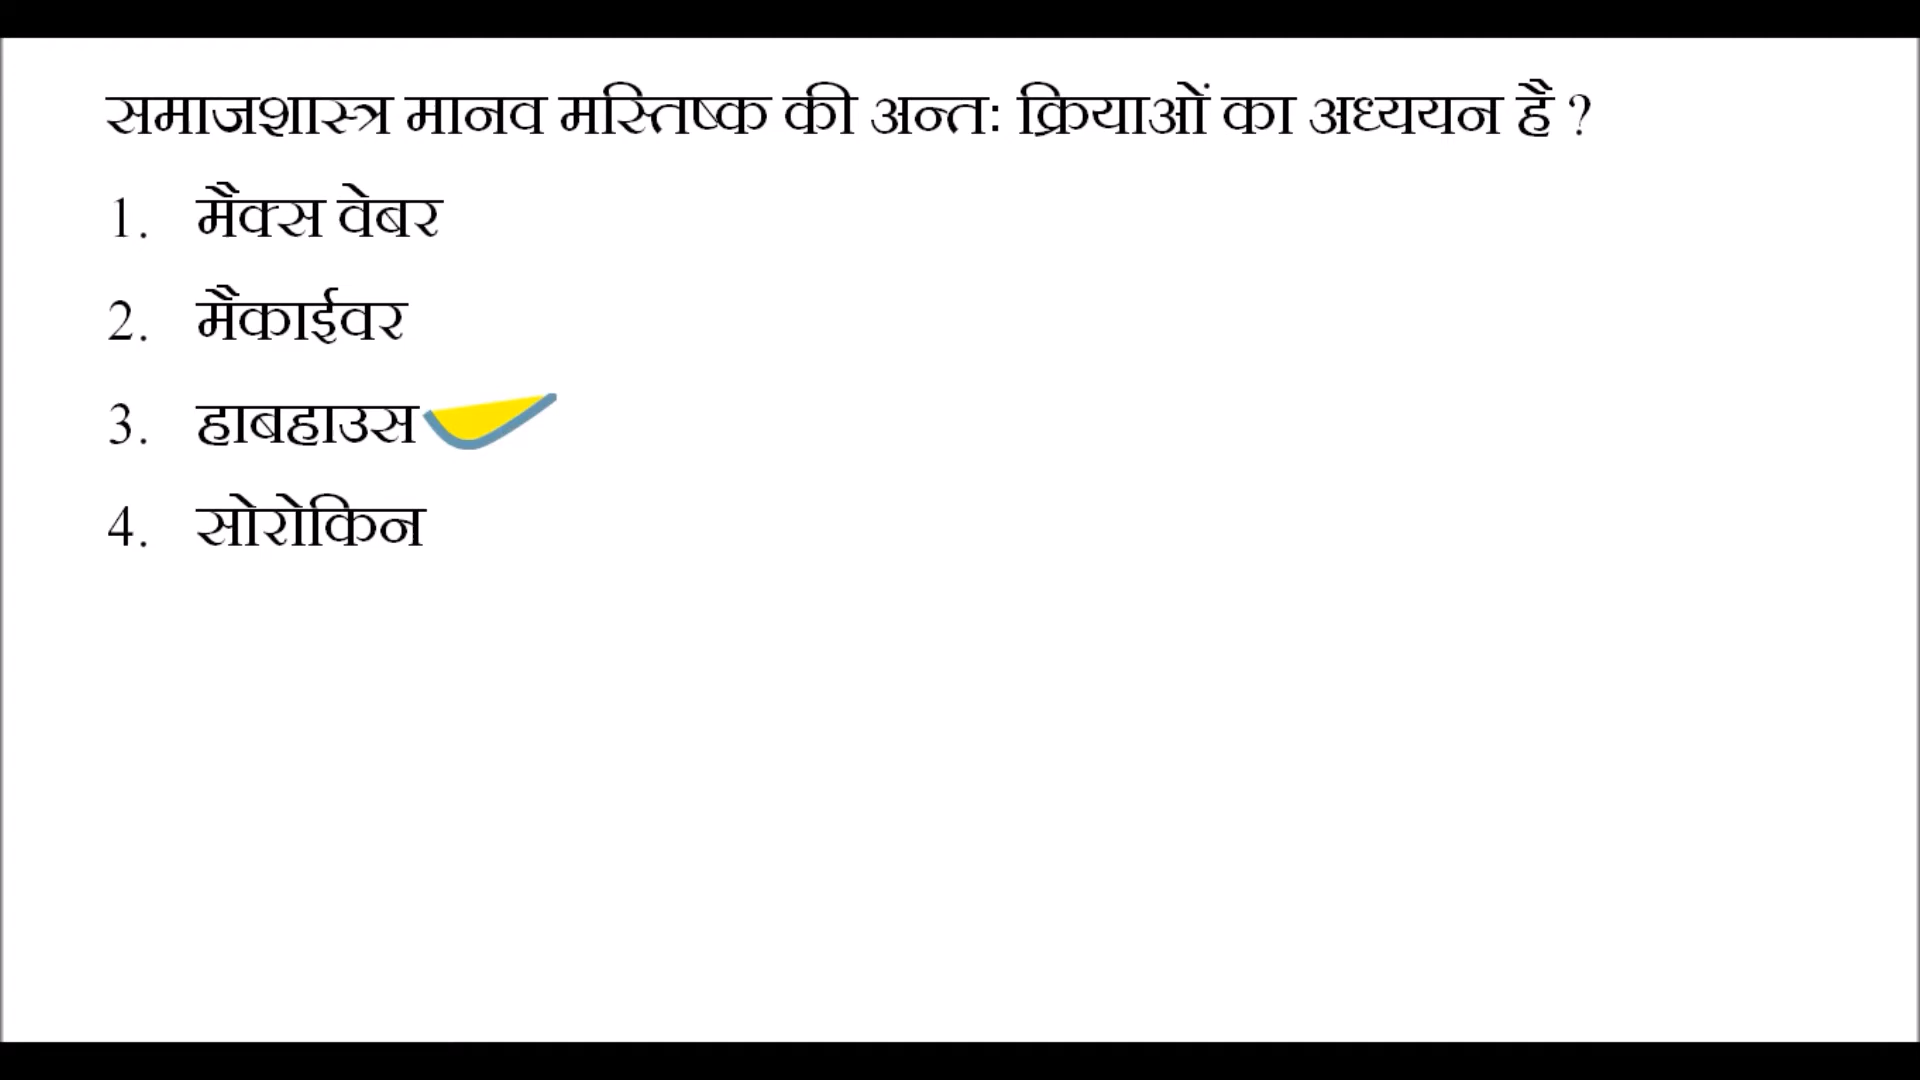 समाजशास्त्र मानव मस्तिष्क की अन्तः क्रियाओं का अध्ययन है ?
1. मैक्स वेबर
2. मैकाईवर
3. हाबहाउस
4. सोरोकिन